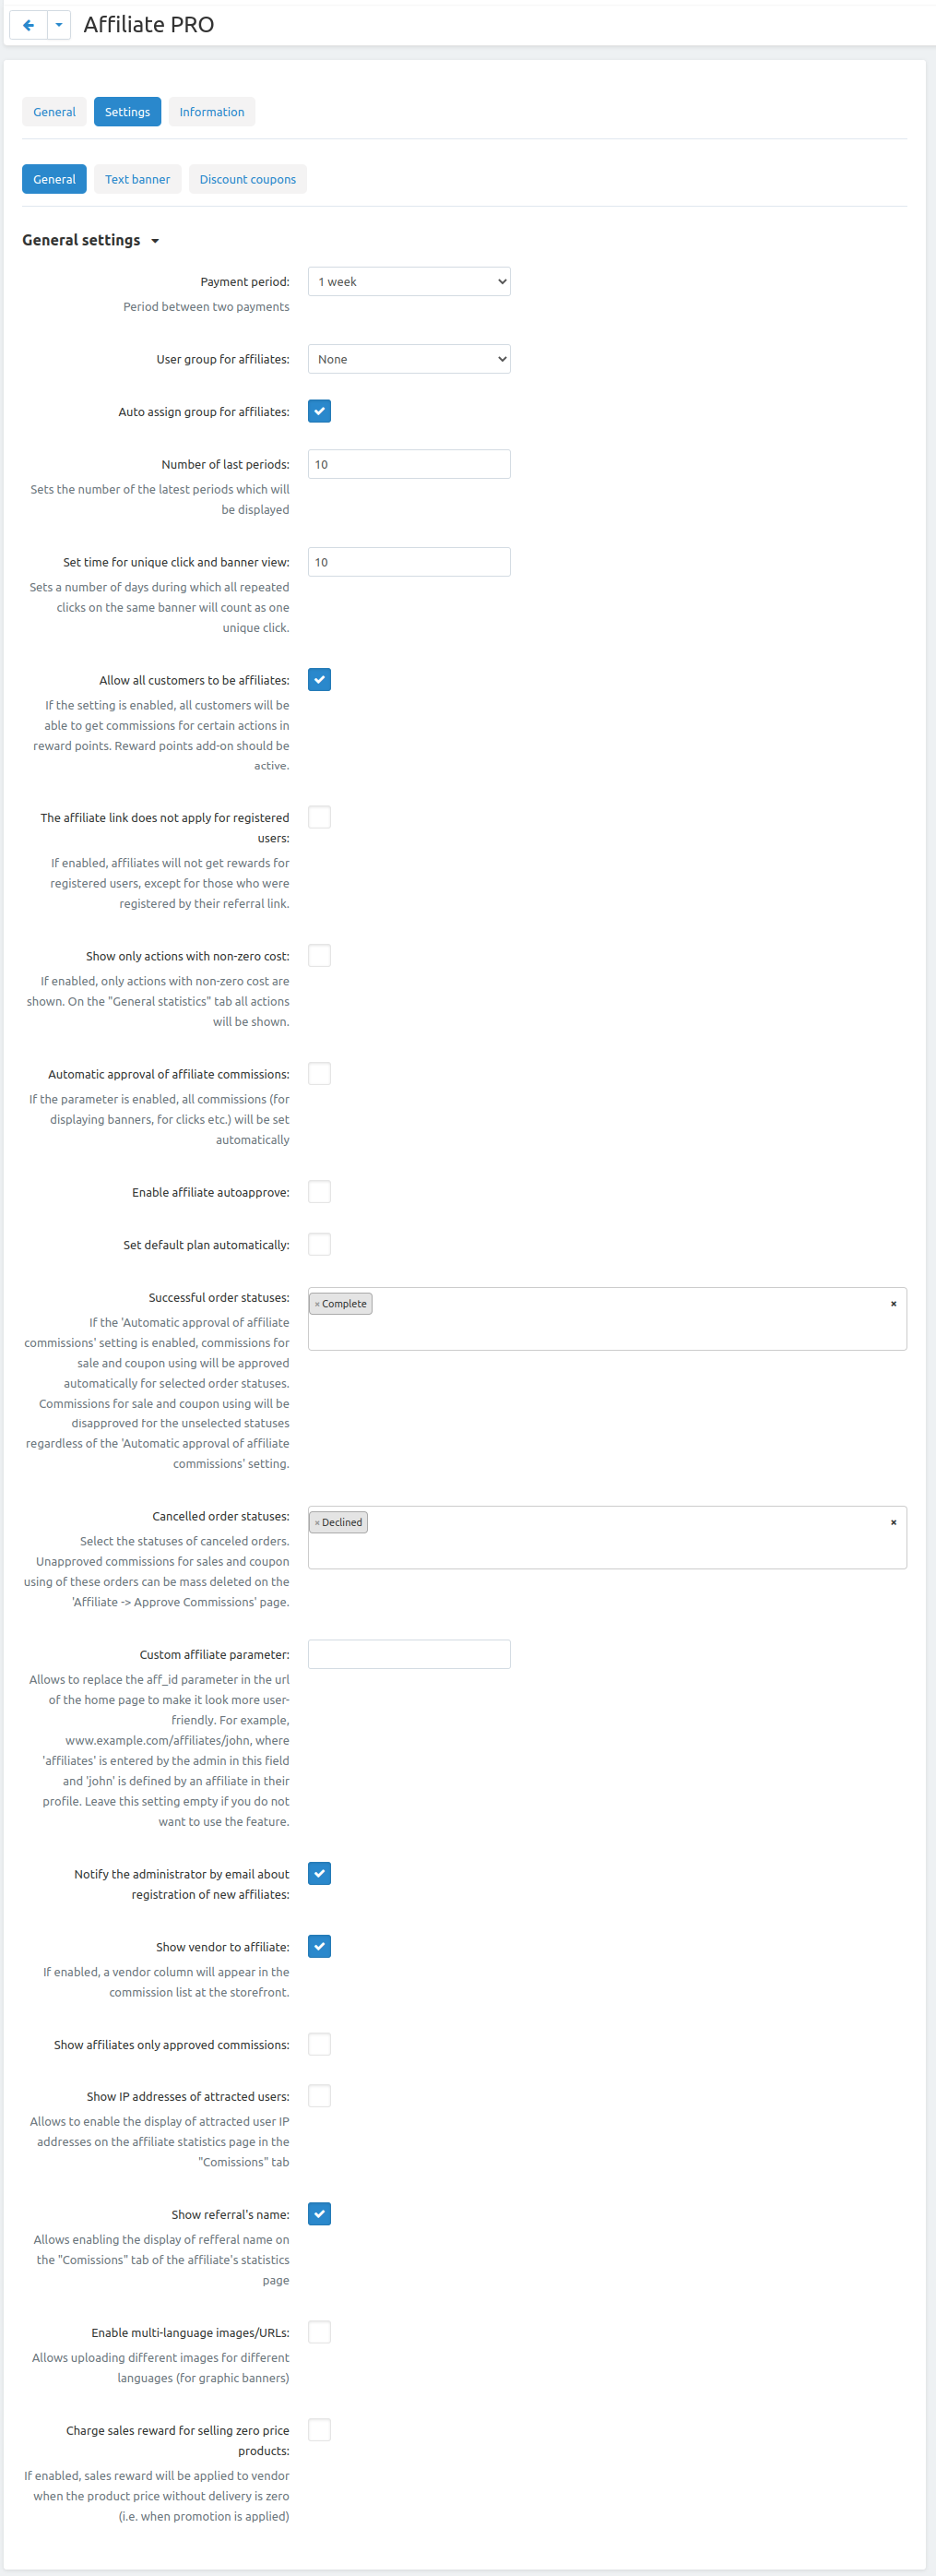 Affiliate PRO
General Settings Information
General Text banner Discount coupons
General settings
Payment period: 1 week
Period between two payments
User group for affiliates: None
Auto assign group for affiliates:
Number of last periods: 10
Sets the number of the latest periods which will
be displayed
Set time for unique click and banner view: 10
Sets a number of days during which all repeated
clicks on the same banner will count as one
unique click.
Allow all customers to be affiliates:
If the setting is enabled, all customers will be
able to get commissions for certain actions in
reward points. Reward points add-on should be
active.
The affiliate link does not apply for registered
users:
If enabled, affiliates will not get rewards for
registered users, except for those who were
registered by their referral link.
Show only actions with non-zero cost:
If enabled, only actions with non-zero cost are
shown. On the "General statistics" tab all actions
will be shown.
Automatic approval of affiliate commissions:
If the parameter is enabled, all commissions (for
displaying banners, for clicks etc.) will be set
automatically
Enable affiliate autoapprove:
Set default plan automatically:
Successful order statuses: × Complete ×
If the 'Automatic approval of affiliate
commissions' setting is enabled, commissions for
sale and coupon using will be approved
automatically for selected order statuses.
Commissions for sale and coupon using will be
disapproved for the unselected statuses
regardless of the 'Automatic approval of affiliate
commissions' setting.
Cancelled order statuses: × Declined ×
Select the statuses of canceled orders.
Unapproved commissions for sales and coupon
using of these orders can be mass deleted on the
'Affiliate -> Approve Commissions' page.
Custom affiliate parameter:
Allows to replace the aff_id parameter in the url
of the home page to make it look more user-
friendly. For example,
www.example.com/affiliates/john, where
'affiliates' is entered by the admin in this field
and 'john' is defined by an affiliate in their
profile. Leave this setting empty if you do not
want to use the feature.
Notify the administrator by email about
registration of new affiliates:
Show vendor to affiliate:
If enabled, a vendor column will appear in the
commission list at the storefront.
Show affiliates only approved commissions:
Show IP addresses of attracted users:
Allows to enable the display of attracted user IP
addresses on the affiliate statistics page in the
"Comissions" tab
Show referral's name:
Allows enabling the display of refferal name on
the "Comissions" tab of the affiliate's statistics
page
Enable multi-language images/URLs:
Allows uploading different images for different
languages (for graphic banners)
Charge sales reward for selling zero price
products:
If enabled, sales reward will be applied to vendor
when the product price without delivery is zero
(i.e. when promotion is applied)